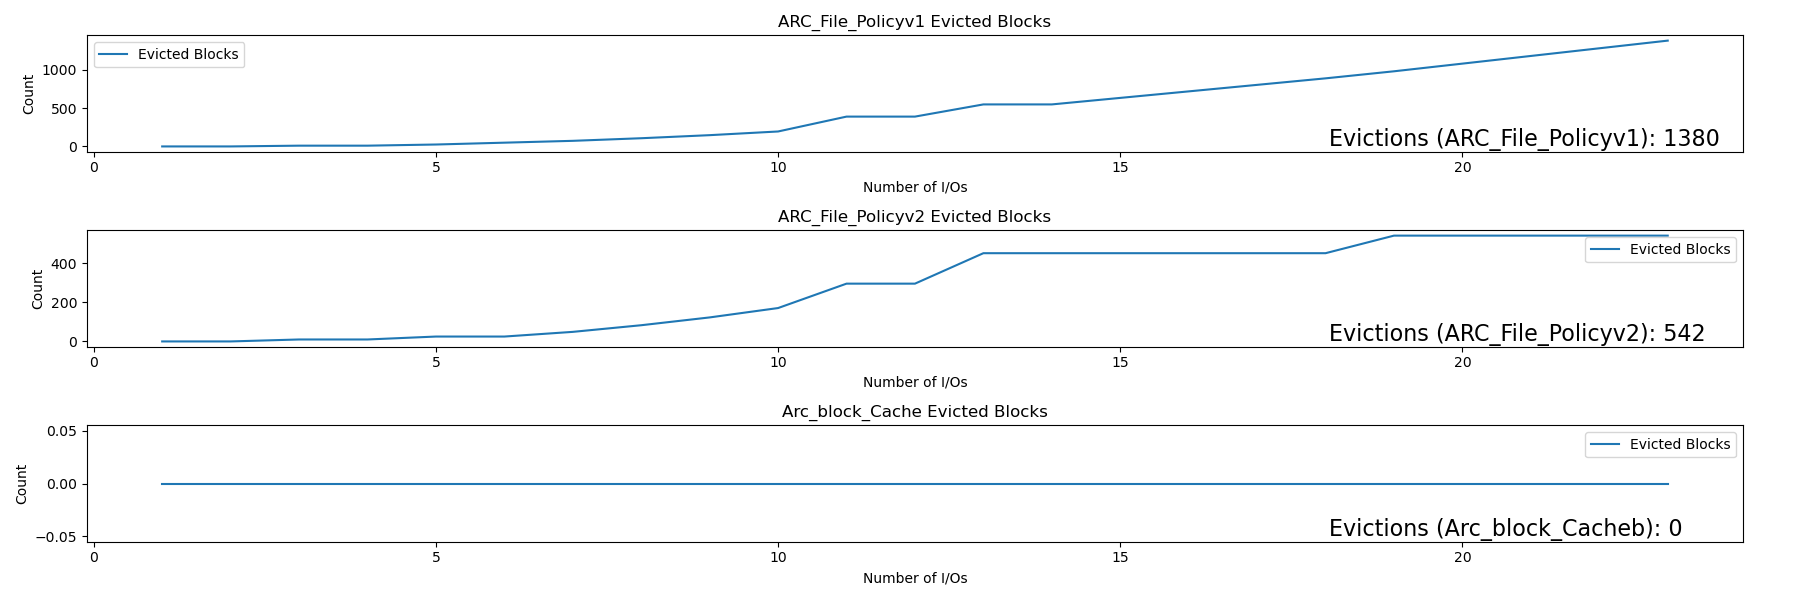 ARC_File_Policyv1 Evicted Blocks
Evicted Blocks
Count
1000
500
0
Evictions (ARC_File_Policyv1): 1380
0 5 10 15 20
Number of I/Os
ARC_File_Policyv2 Evicted Blocks
Evicted Blocks
Count
400
200
0
Evictions (ARC_File_Policyv2): 542
0 5 10 15 20
Number of I/Os
Arc_block_Cache Evicted Blocks
Evicted Blocks
Count
0.05
0.00
−0.05
Evictions (Arc_block_Cacheb): 0
0 5 10 15 20
Number of I/Os